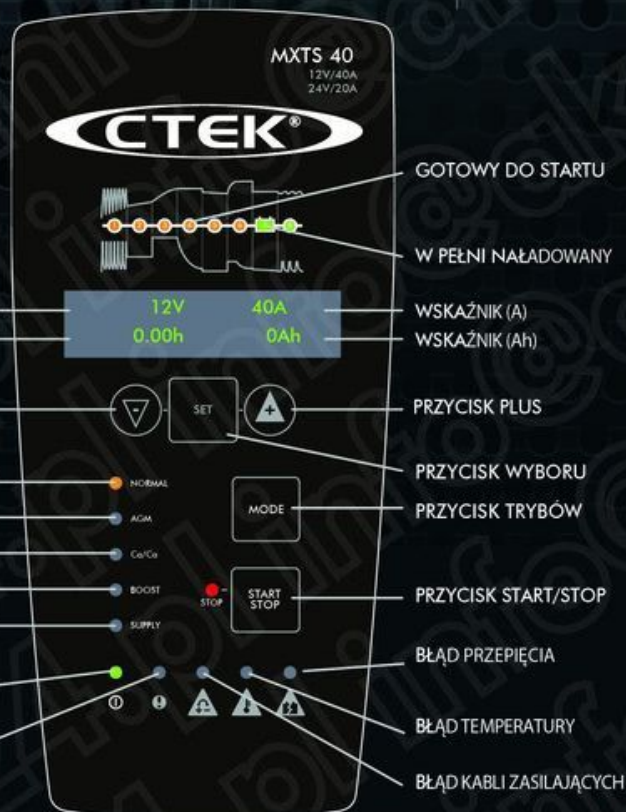 MXTS 40
12V/40A
24V/20A
CTEK®
GOTOWY DO STARTU
W PEŁNI NAŁADOWANY
12V 40A
0.00h 0Ah
WSKAŹNIK (A)
WSKAŹNIK (Ah)
SET
PRZYCISK PLUS
PRZYCISK WYBORU
NORMAL
AGM
Ca/Ca
BOOST
SUPPLY
MODE
PRZYCISK TRYBÓW
STOP
START
STOP
PRZYCISK START/STOP
BŁĄD PRZEPIĘCIA
BŁĄD TEMPERATURY
BŁĄD KABLI ZASILAJĄCYCH